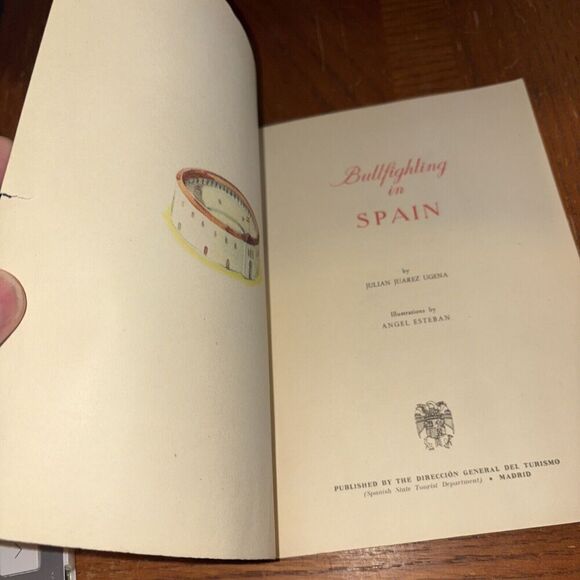 Bullfighting
in
SPAIN
by
JULIAN JUAREZ UGENA
Illustrations by
ANGEL ESTEBAN
PUBLISHED BY THE DIRECCIÓN GENERAL DEL TURISMO
(Spanish State Tourist Department) • MADRID